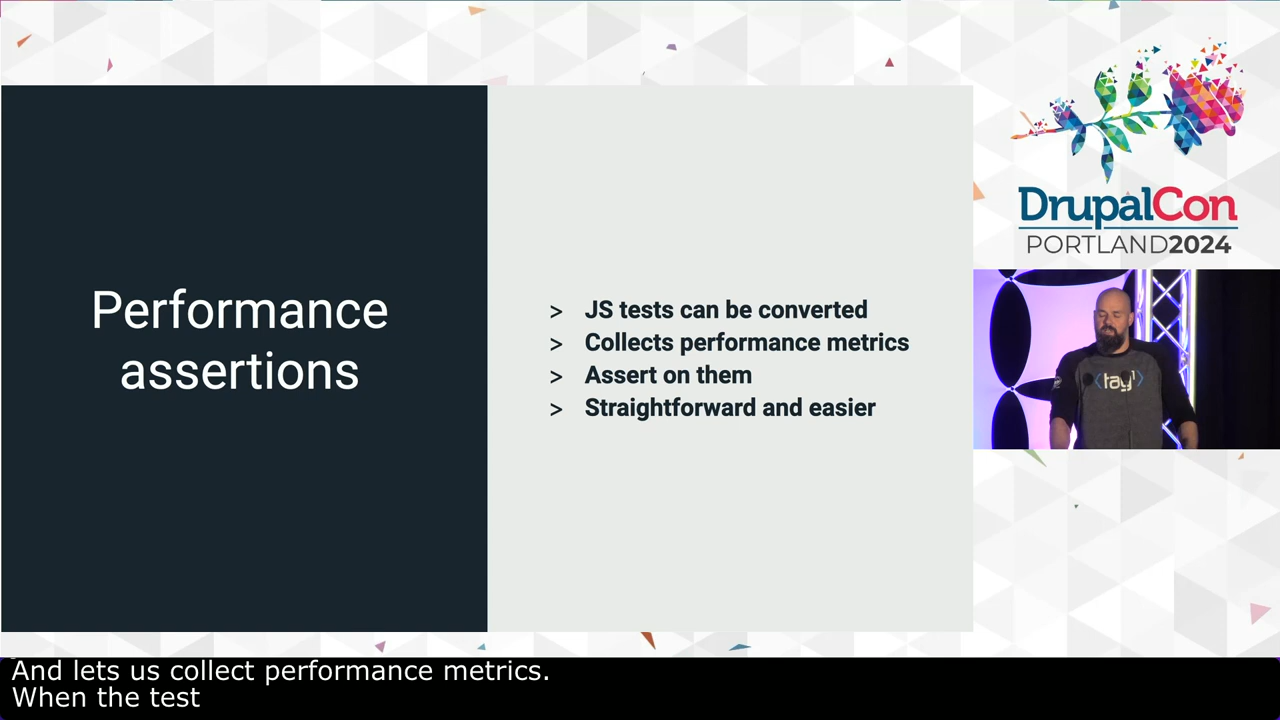 Performance
assertions
> JS tests can be converted
> Collects performance metrics
> Assert on them
> Straightforward and easier
DrupalCon
PORTLAND2024
<tag1>
And lets us collect performance metrics.
When the test